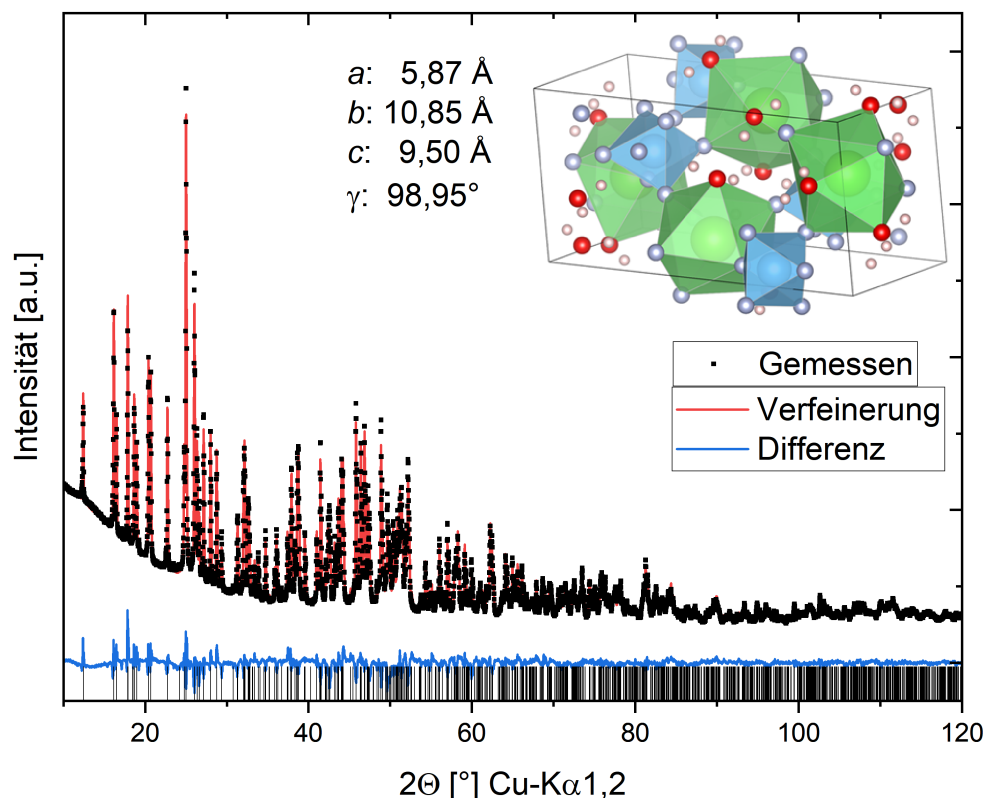 a: 5,87 Å
b: 10,85 Å
c: 9,50 Å
γ: 98,95°
Gemessen
Verfeinerung
Differenz
Intensität [a.u.]
20 40 60 80 100 120
2Θ [°] Cu-Kα1,2